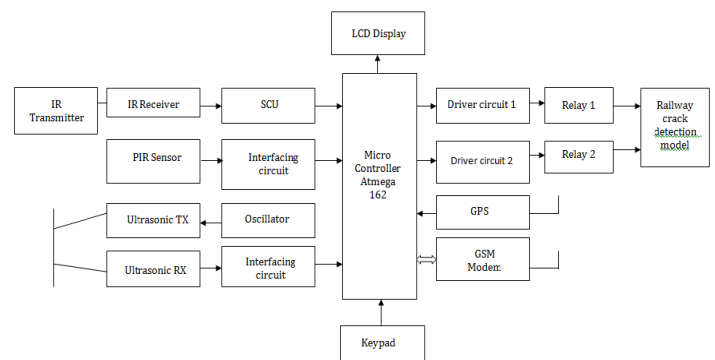 LCD Display
IR
Transmitter
IR Receiver
SCU
Micro
Controller
Atmega
162
Driver circuit 1
Relay 1
Railway
crack
detection
model
PIR Sensor
Interfacing
circuit
Driver circuit 2
Relay 2
Ultrasonic TX
Oscillator
GPS
Ultrasonic RX
Interfacing
circuit
GSM
Modem
Keypad